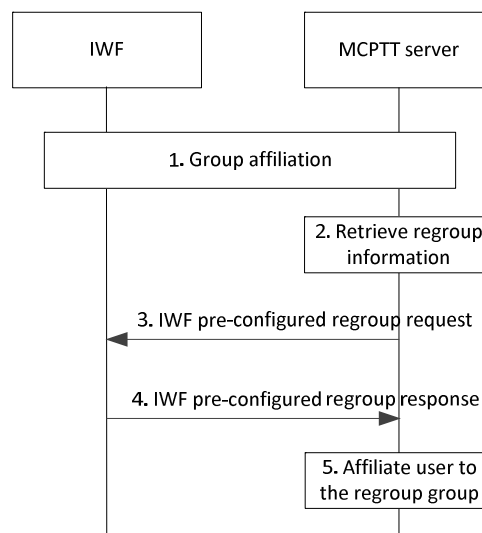 IWF
MCPTT server
1. Group affiliation
2. Retrieve regroup
information
3. IWF pre-configured regroup request
4. IWF pre-configured regroup response
5. Affiliate user to
the regroup group